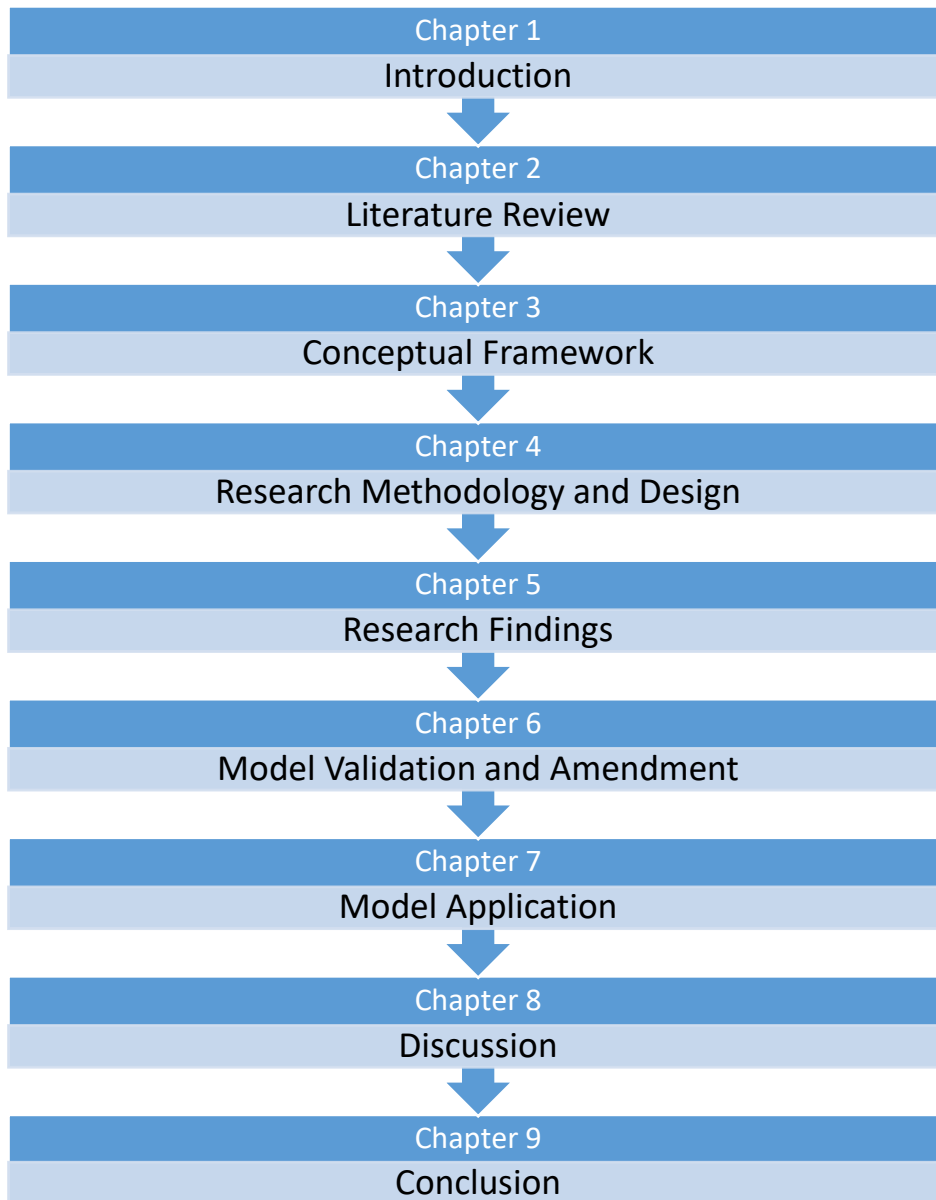 Chapter 1
Introduction
Chapter 2
Literature Review
Chapter 3
Conceptual Framework
Chapter 4
Research Methodology and Design
Chapter 5
Research Findings
Chapter 6
Model Validation and Amendment
Chapter 7
Model Application
Chapter 8
Discussion
Chapter 9
Conclusion